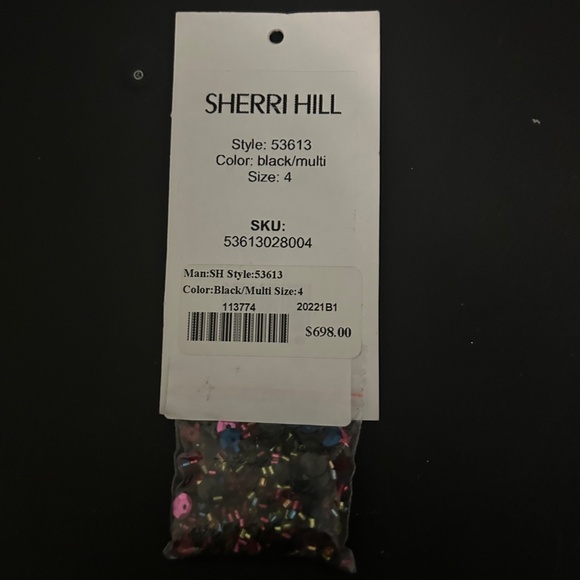 SHERRI HILL
Style: 53613
Color: black/multi
Size: 4
SKU:
53613028004
Man:SH Style:53613
Color:Black/Multi Size:4
113774 20221B1
$698.00